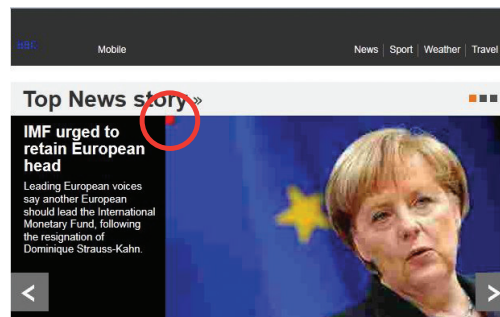 Mobile
News | Sport | Weather | Travel
Top News story »
IMF urged to
retain European
head
Leading European voices
say another European
should lead the International
Monetary Fund, following
the resignation of
Dominique Strauss-Kahn.
<
>